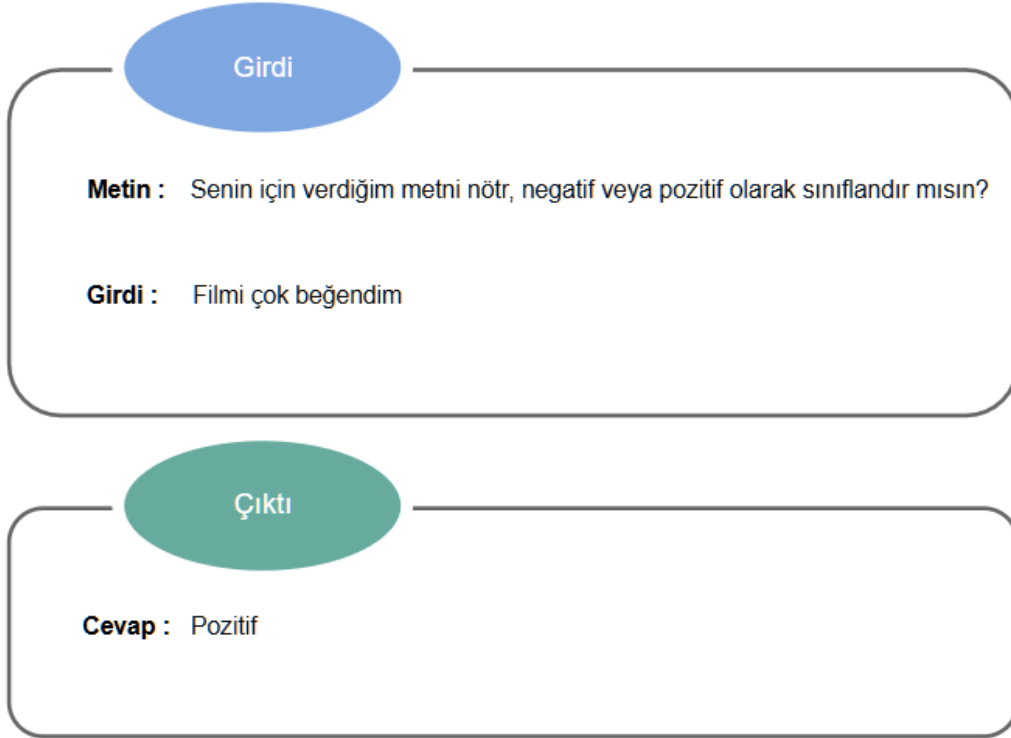 Girdi
Metin : Senin için verdiğim metni nötr, negatif veya pozitif olarak sınıflandır mısın?
Girdi : Filmi çok beğendim
Çıktı
Cevap : Pozitif